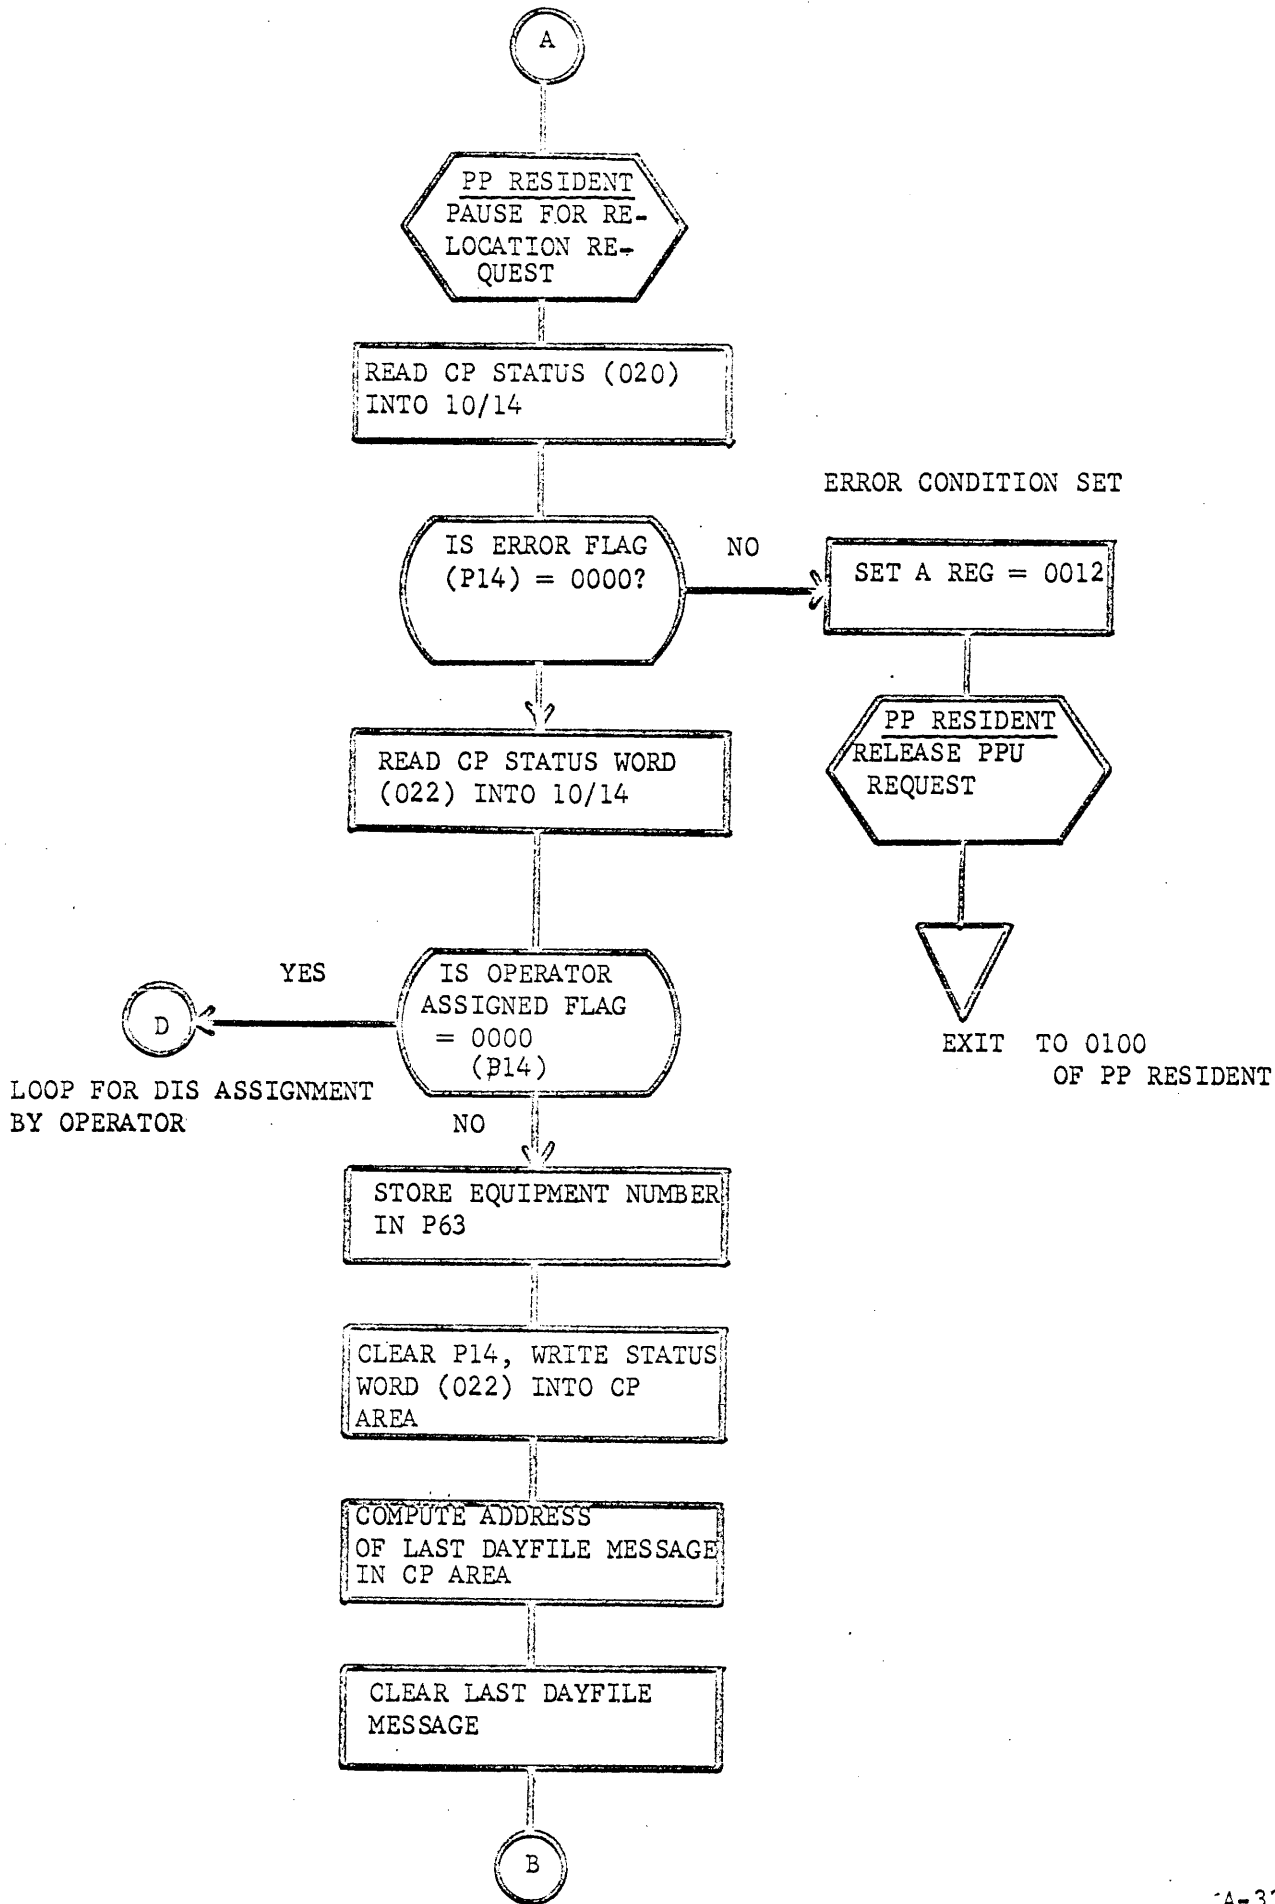 A
PP RESIDENT
PAUSE FOR RE-
LOCATION RE-
QUEST
READ CP STATUS (020)
INTO 10/14
ERROR CONDITION SET
IS ERROR FLAG
(P14) = 0000?
NO
SET A REG = 0012
PP RESIDENT
RELEASE PPU
REQUEST
READ CP STATUS WORD
(022) INTO 10/14
EXIT TO 0100
OF PP RESIDENT
YES
IS OPERATOR
ASSIGNED FLAG
= 0000
(P14)
D
LOOP FOR DIS ASSIGNMENT
BY OPERATOR
NO
STORE EQUIPMENT NUMBER
IN P63
CLEAR P14, WRITE STATUS
WORD (022) INTO CP
AREA
COMPUTE ADDRESS
OF LAST DAYFILE MESSAGE
IN CP AREA
CLEAR LAST DAYFILE
MESSAGE
B